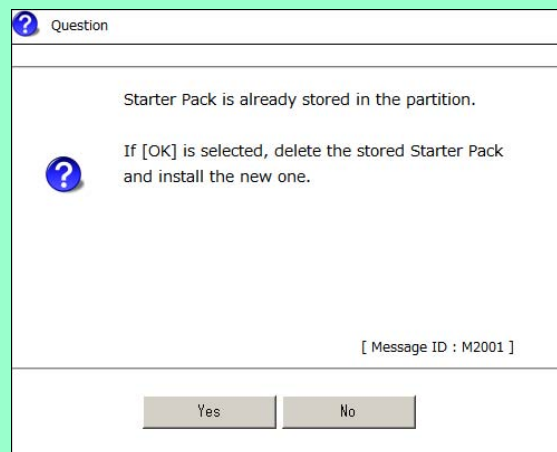 Question
Starter Pack is already stored in the partition.
If [OK] is selected, delete the stored Starter Pack
and install the new one.
[ Message ID : M2001 ]
Yes
No